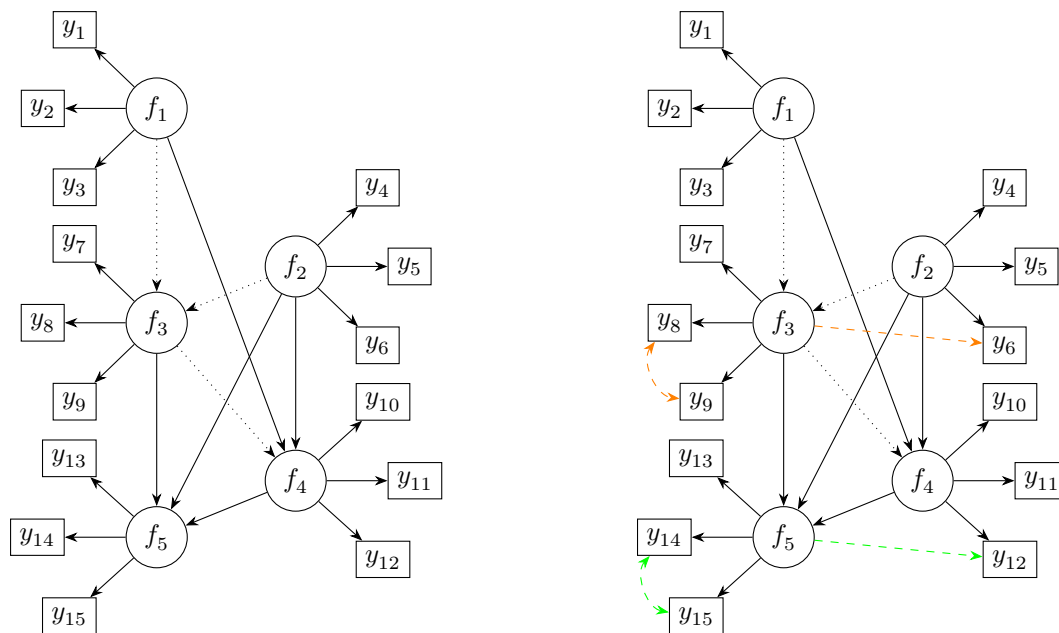 y₁
f₁
y₂
y₃
y₄
y₇
f₂
y₅
f₃
y₈
y₆
y₉
y₁₀
y₁₃
f₄
y₁₁
f₅
y₁₄
y₁₂
y₁₅
y₁
f₁
y₂
y₃
y₄
y₇
f₂
y₅
f₃
y₈
y₆
y₉
y₁₀
y₁₃
f₄
y₁₁
f₅
y₁₄
y₁₂
y₁₅